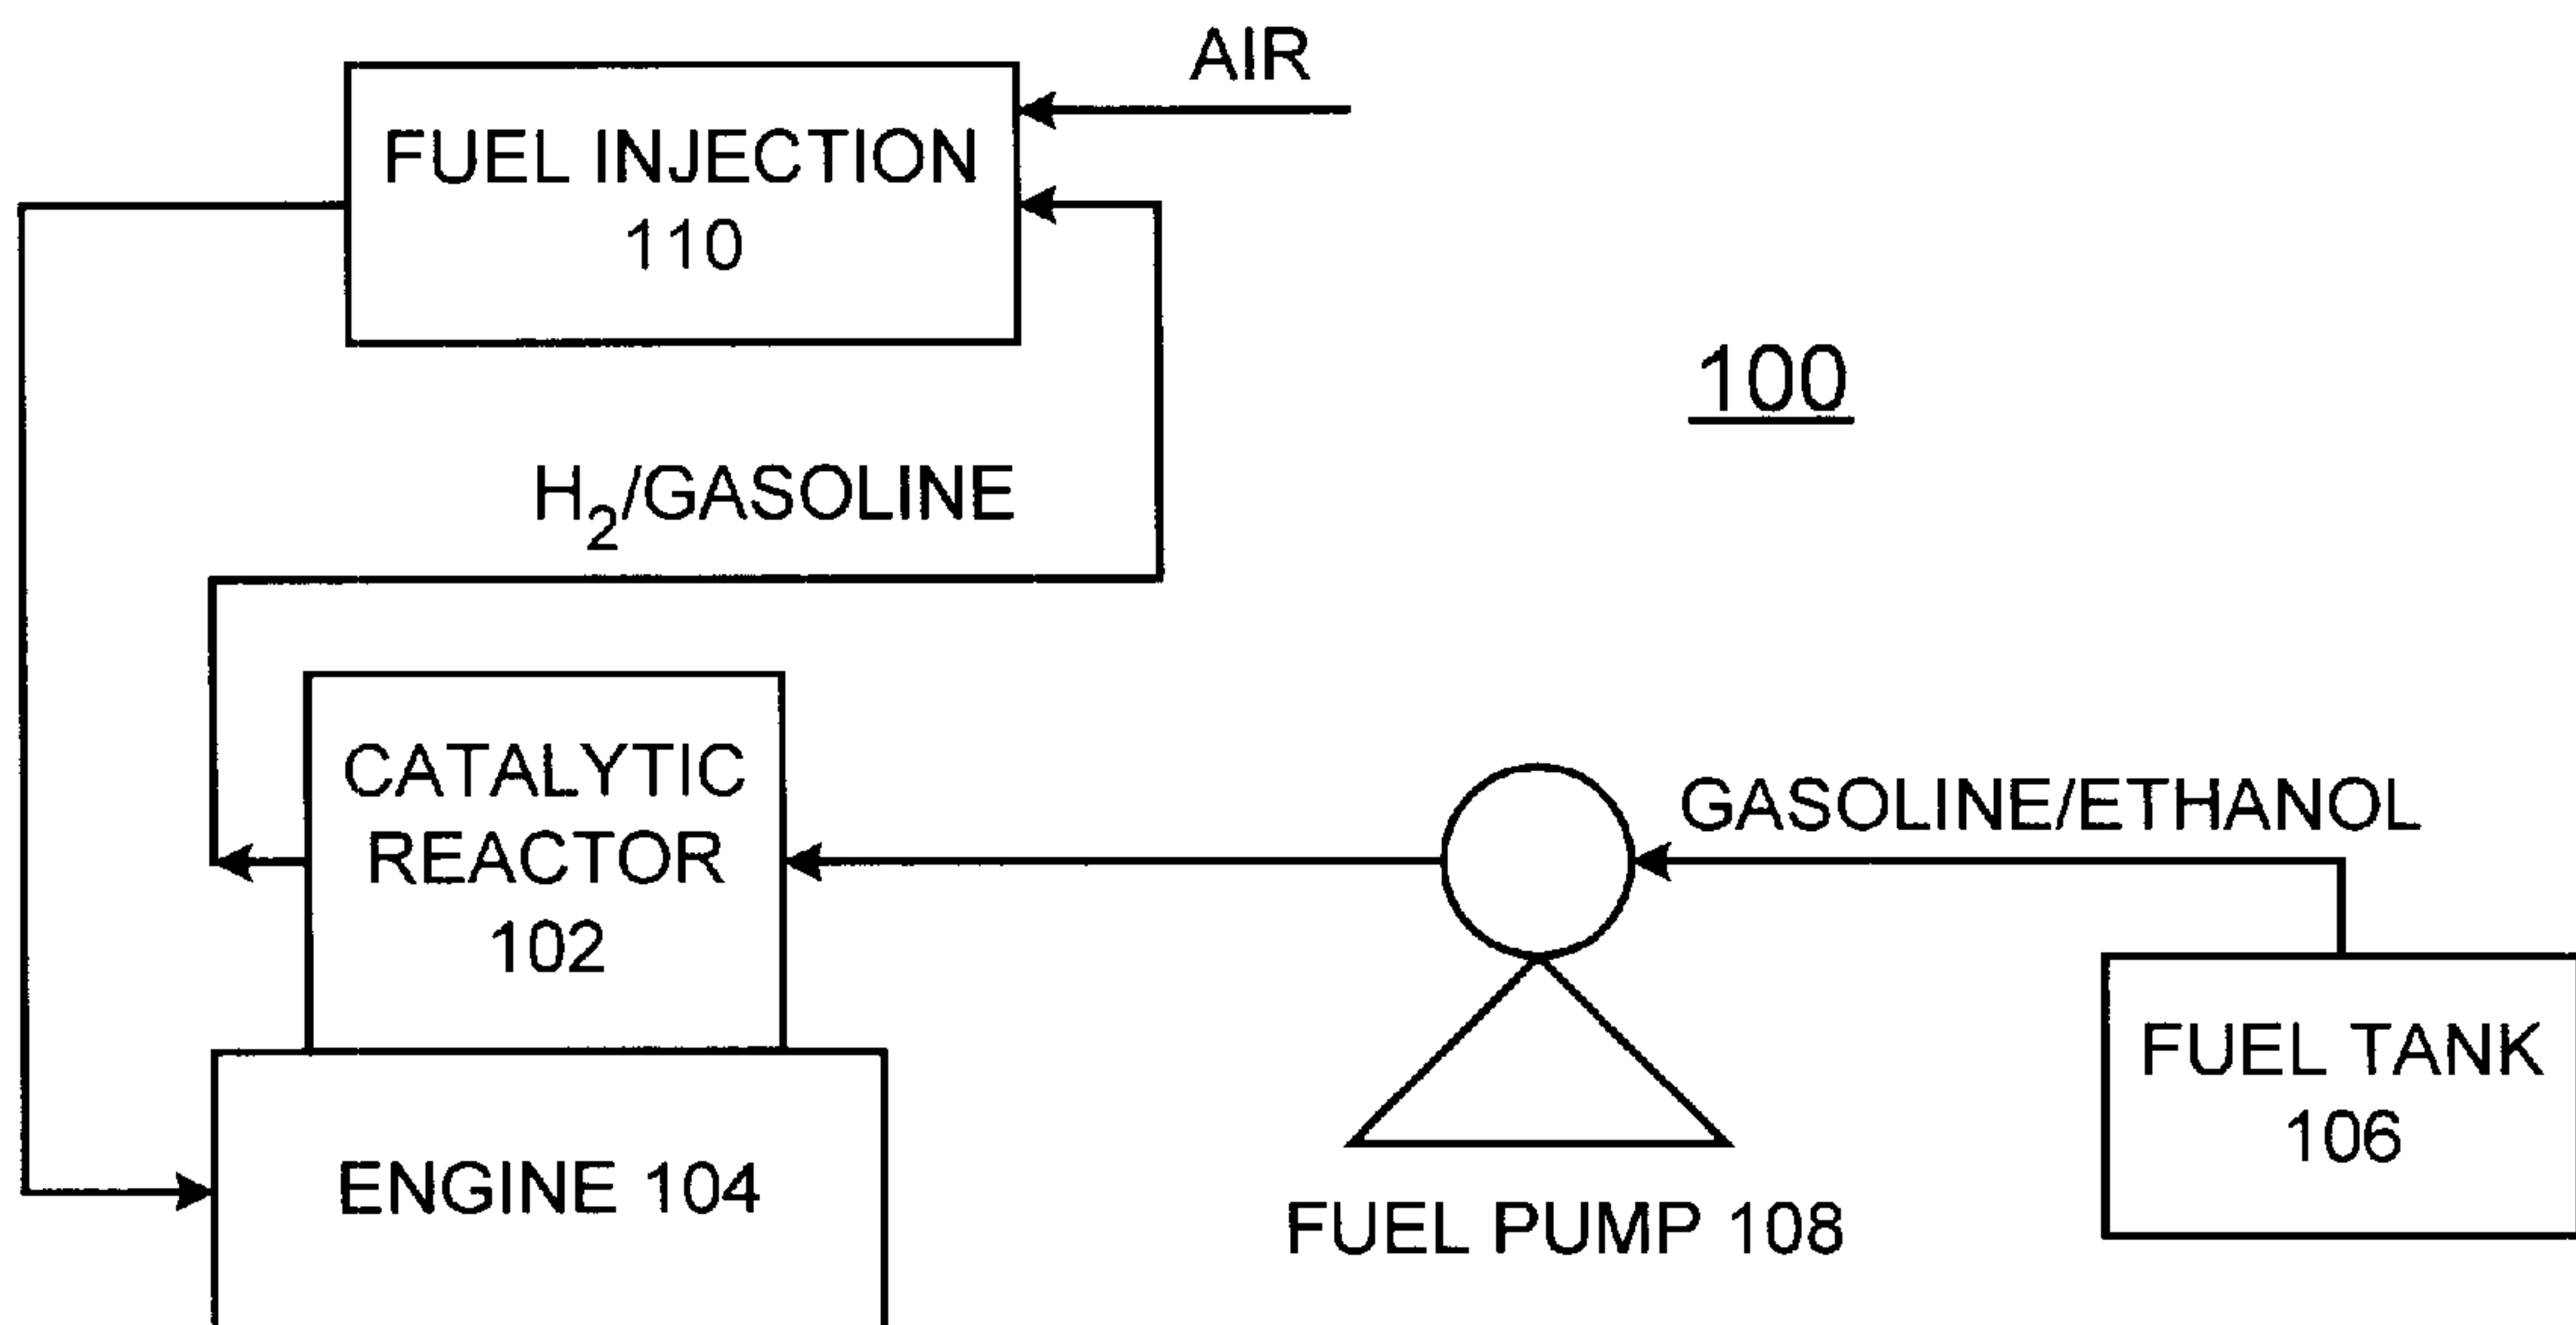 AIR
FUEL INJECTION
110
100
H₂/GASOLINE
CATALYTIC
REACTOR
102
GASOLINE/ETHANOL
FUEL TANK
106
ENGINE 104
FUEL PUMP 108